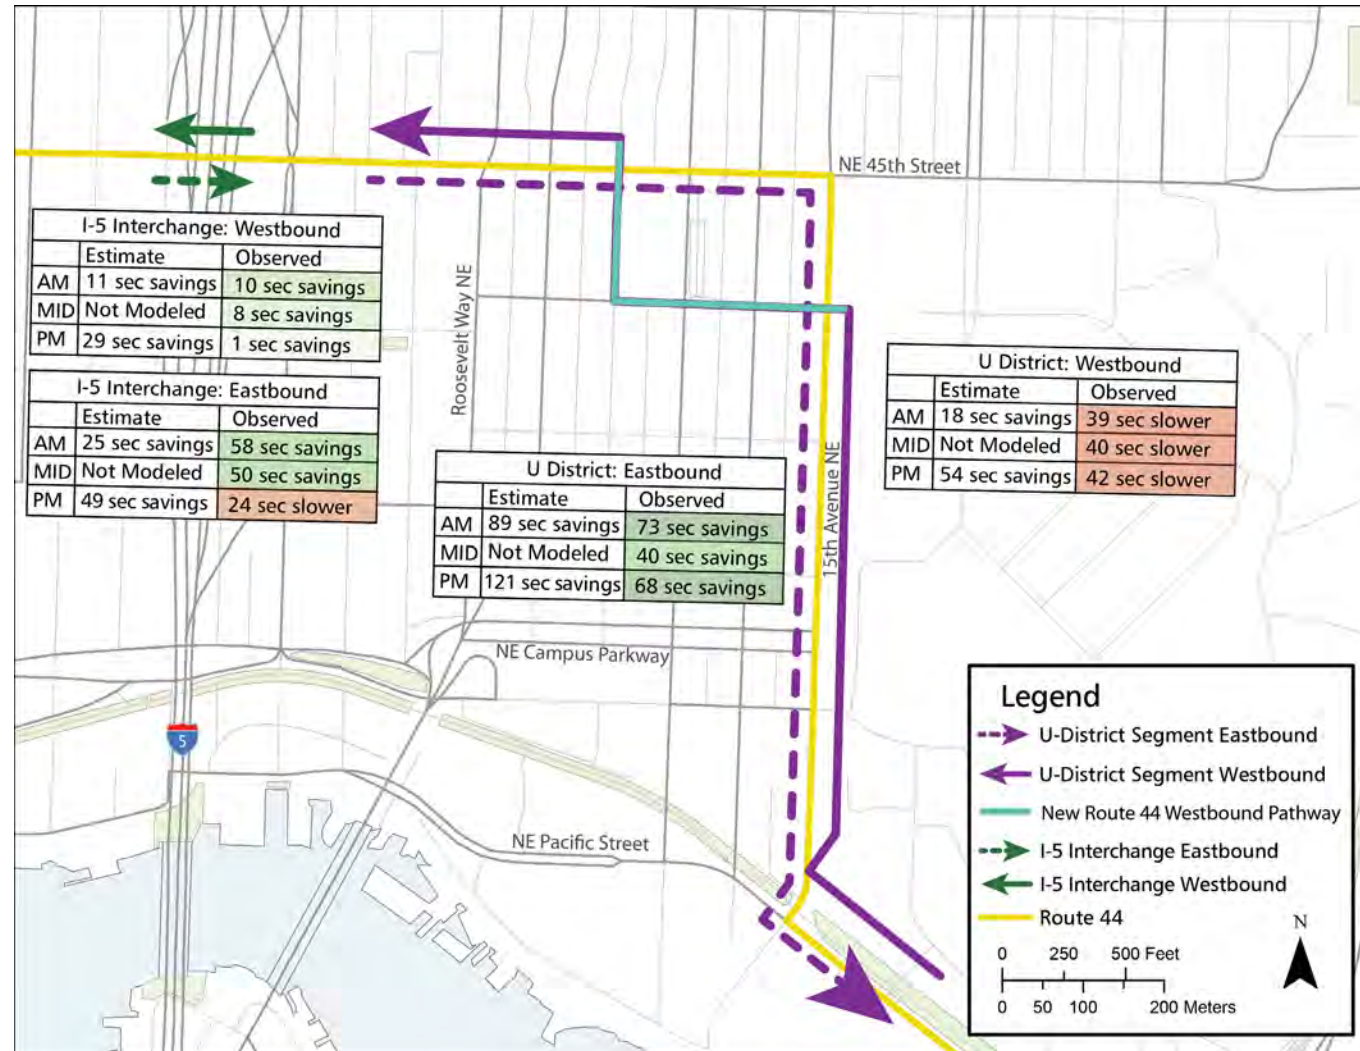 NE 45th Street
I-5 Interchange: Westbound
Estimate Observed
AM 11 sec savings 10 sec savings
MID Not Modeled 8 sec savings
PM 29 sec savings 1 sec savings
I-5 Interchange: Eastbound
Estimate Observed
AM 25 sec savings 58 sec savings
MID Not Modeled 50 sec savings
PM 49 sec savings 24 sec slower
Roosevelt Way NE
U District: Eastbound
Estimate Observed
AM 89 sec savings 73 sec savings
MID Not Modeled 40 sec savings
PM 121 sec savings 68 sec savings
15th Avenue NE
U District: Westbound
Estimate Observed
AM 18 sec savings 39 sec slower
MID Not Modeled 40 sec slower
PM 54 sec savings 42 sec slower
NE Campus Parkway
5
NE Pacific Street
Legend
U-District Segment Eastbound
U-District Segment Westbound
New Route 44 Westbound Pathway
I-5 Interchange Eastbound
I-5 Interchange Westbound
Route 44
N
0 250 500 Feet
0 50 100 200 Meters